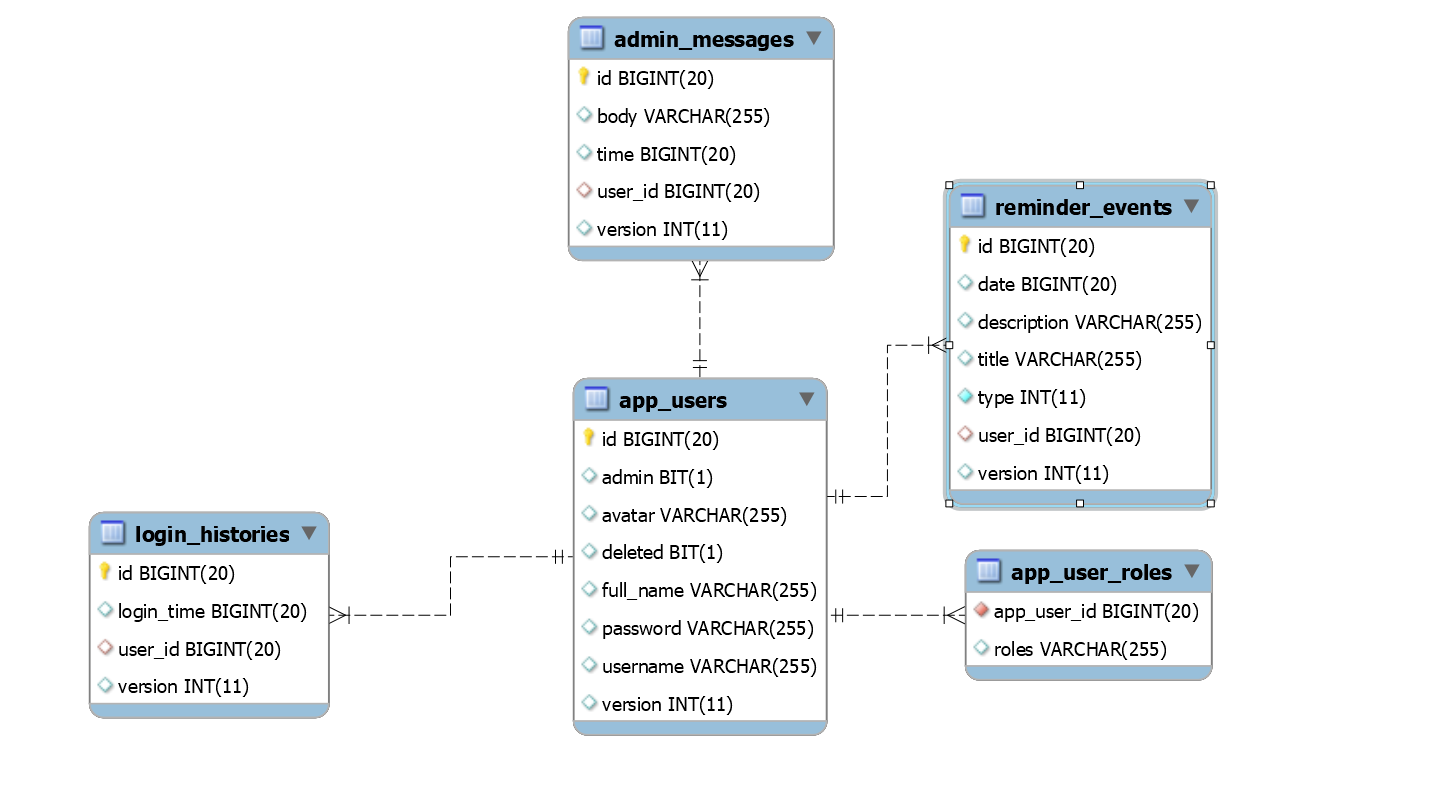 admin_messages
id BIGINT(20)
body VARCHAR(255)
time BIGINT(20)
user_id BIGINT(20)
version INT(11)
reminder_events
id BIGINT(20)
date BIGINT(20)
description VARCHAR(255)
title VARCHAR(255)
type INT(11)
user_id BIGINT(20)
version INT(11)
app_users
id BIGINT(20)
admin BIT(1)
avatar VARCHAR(255)
deleted BIT(1)
full_name VARCHAR(255)
password VARCHAR(255)
username VARCHAR(255)
version INT(11)
login_histories
id BIGINT(20)
login_time BIGINT(20)
user_id BIGINT(20)
version INT(11)
app_user_roles
app_user_id BIGINT(20)
roles VARCHAR(255)